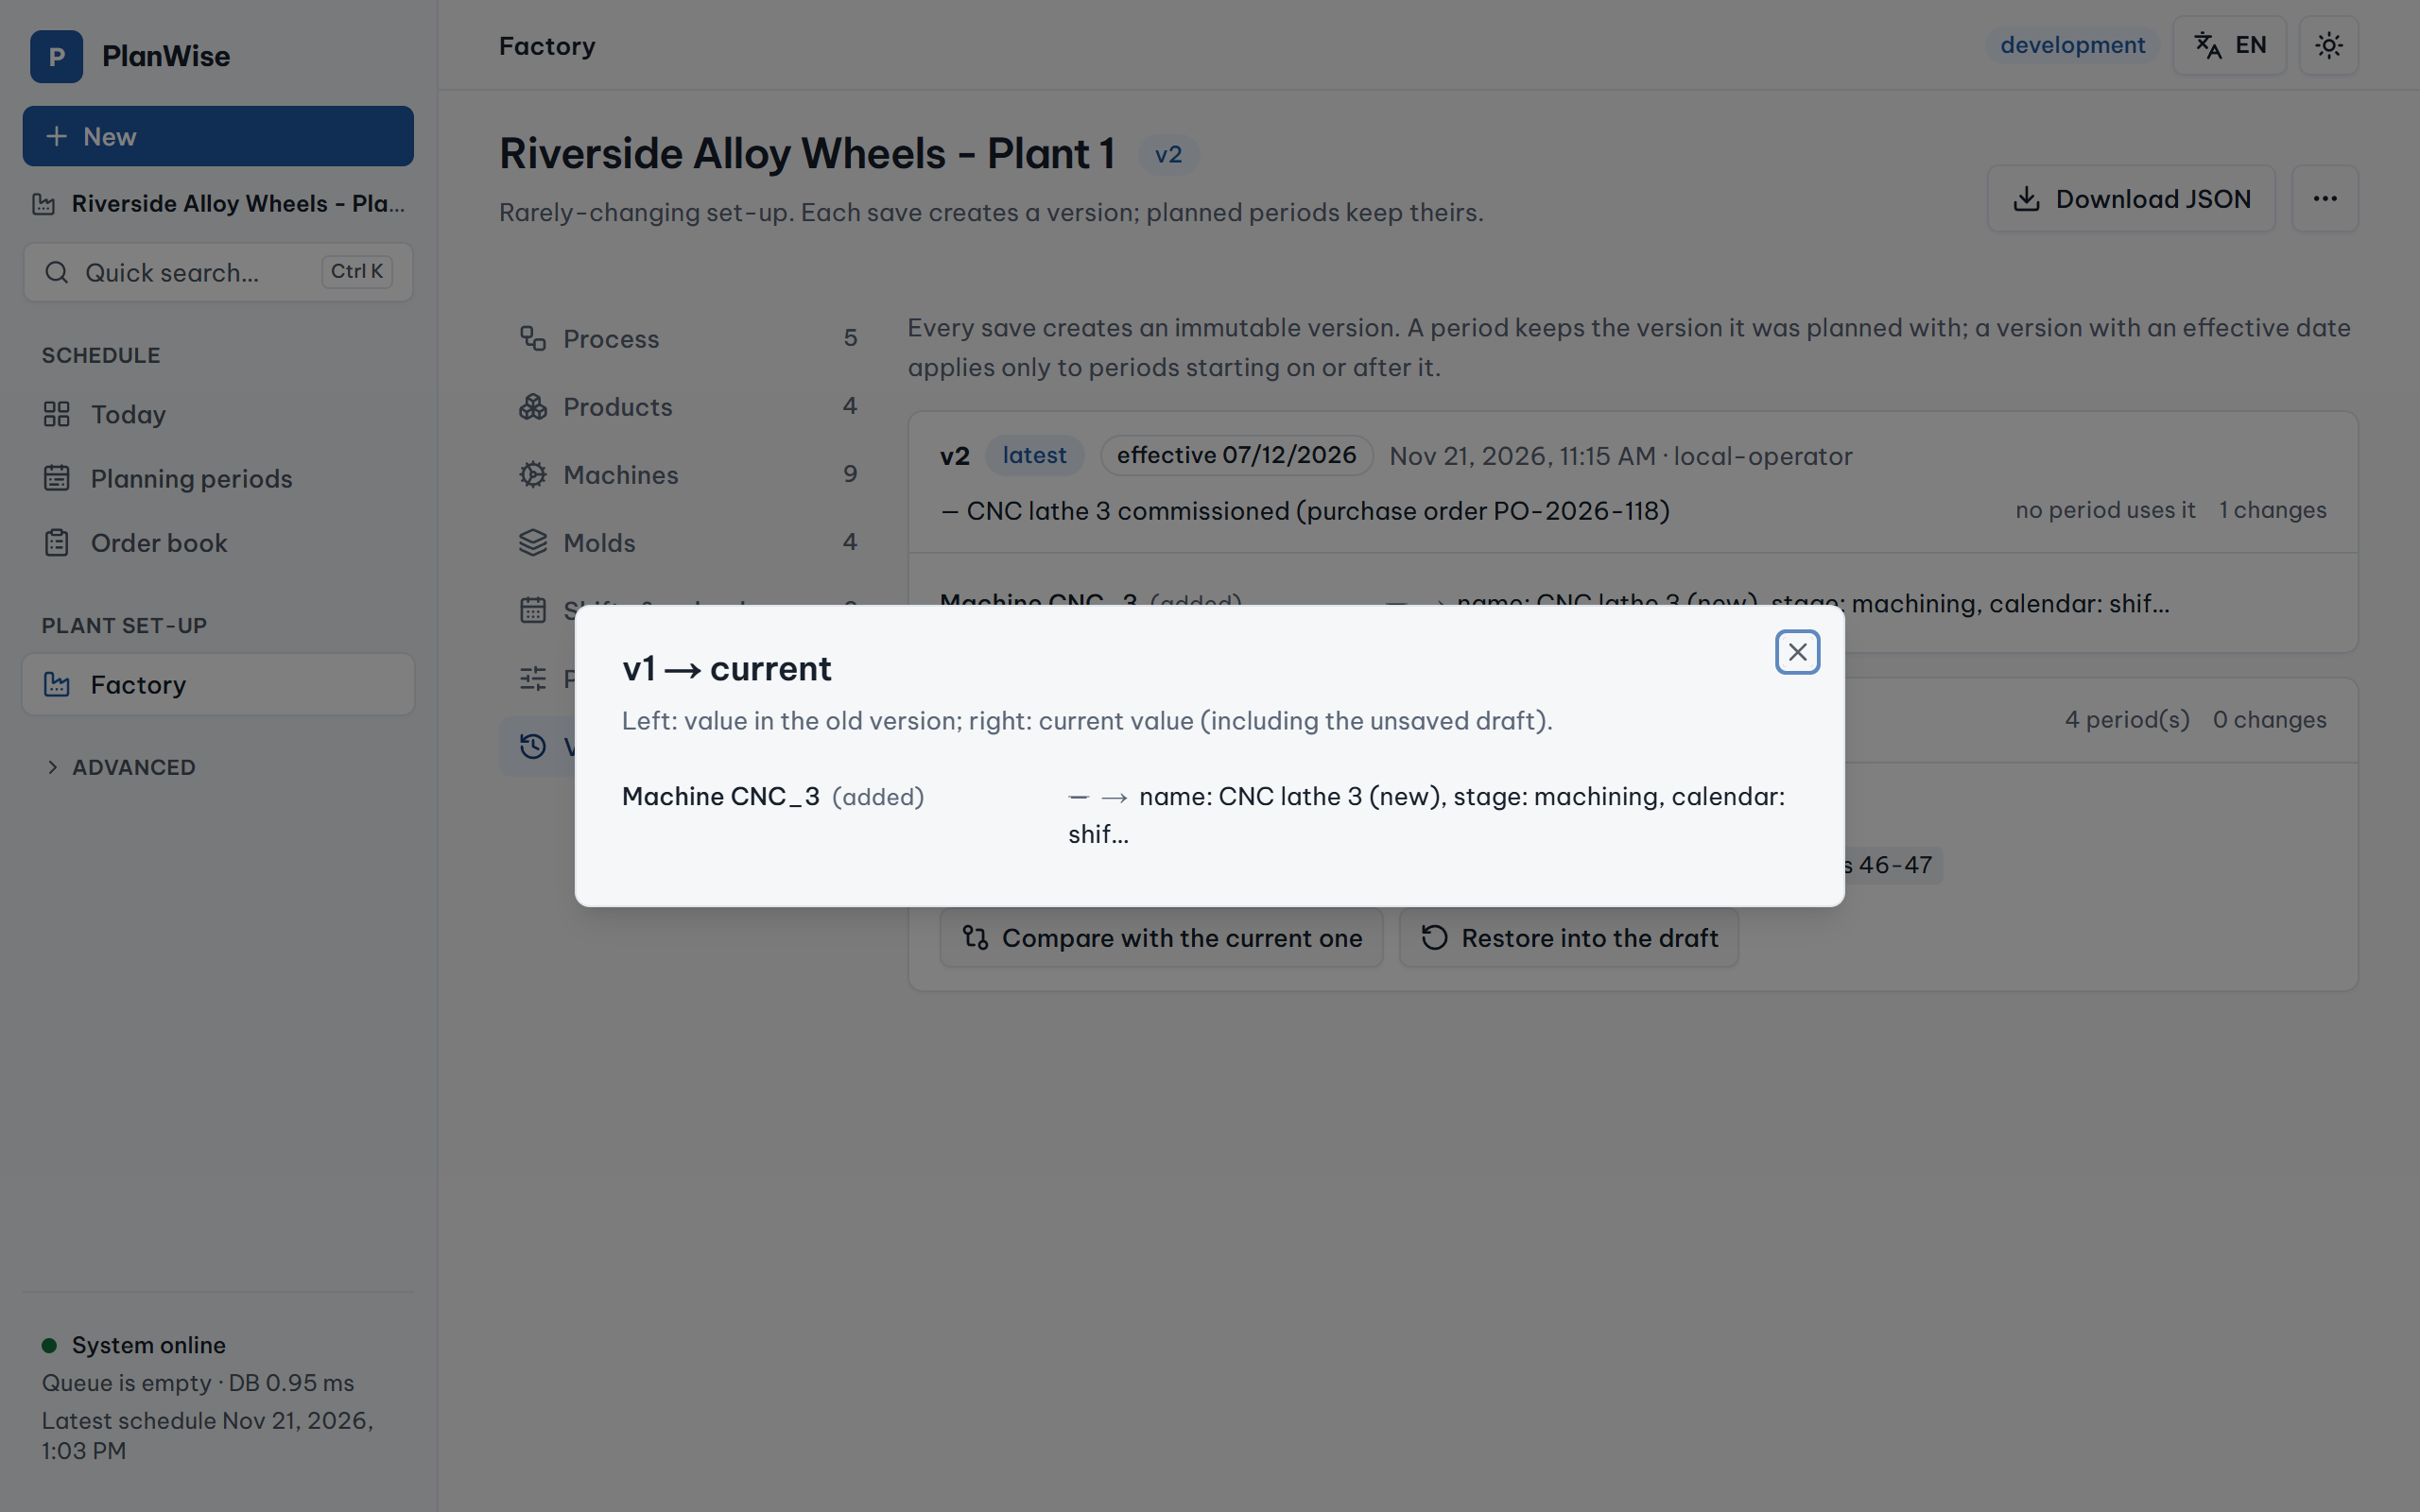 P PlanWise
New
Riverside Alloy Wheels - Pla...
Quick search... Ctrl K
SCHEDULE
Today
Planning periods
Order book
PLANT SET-UP
Factory
ADVANCED
System online
Queue is empty · DB 0.95 ms
Latest schedule Nov 21, 2026,
1:03 PM
Factory
development
EN
Riverside Alloy Wheels - Plant 1 v2
Rarely-changing set-up. Each save creates a version; planned periods keep theirs.
Download JSON
Process 5
Products 4
Machines 9
Molds 4
Every save creates an immutable version. A period keeps the version it was planned with; a version with an effective date
applies only to periods starting on or after it.
v2 latest effective 07/12/2026 Nov 21, 2026, 11:15 AM · local-operator
— CNC lathe 3 commissioned (purchase order PO-2026-118)
no period uses it 1 changes
Machine CNC_3 (added) — → name: CNC lathe 3 (new), stage: machining, calendar: shif...
v1 → current
Left: value in the old version; right: current value (including the unsaved draft).
Machine CNC_3 (added)
— → name: CNC lathe 3 (new), stage: machining, calendar:
shif...
4 period(s) 0 changes
46-47
Compare with the current one
Restore into the draft